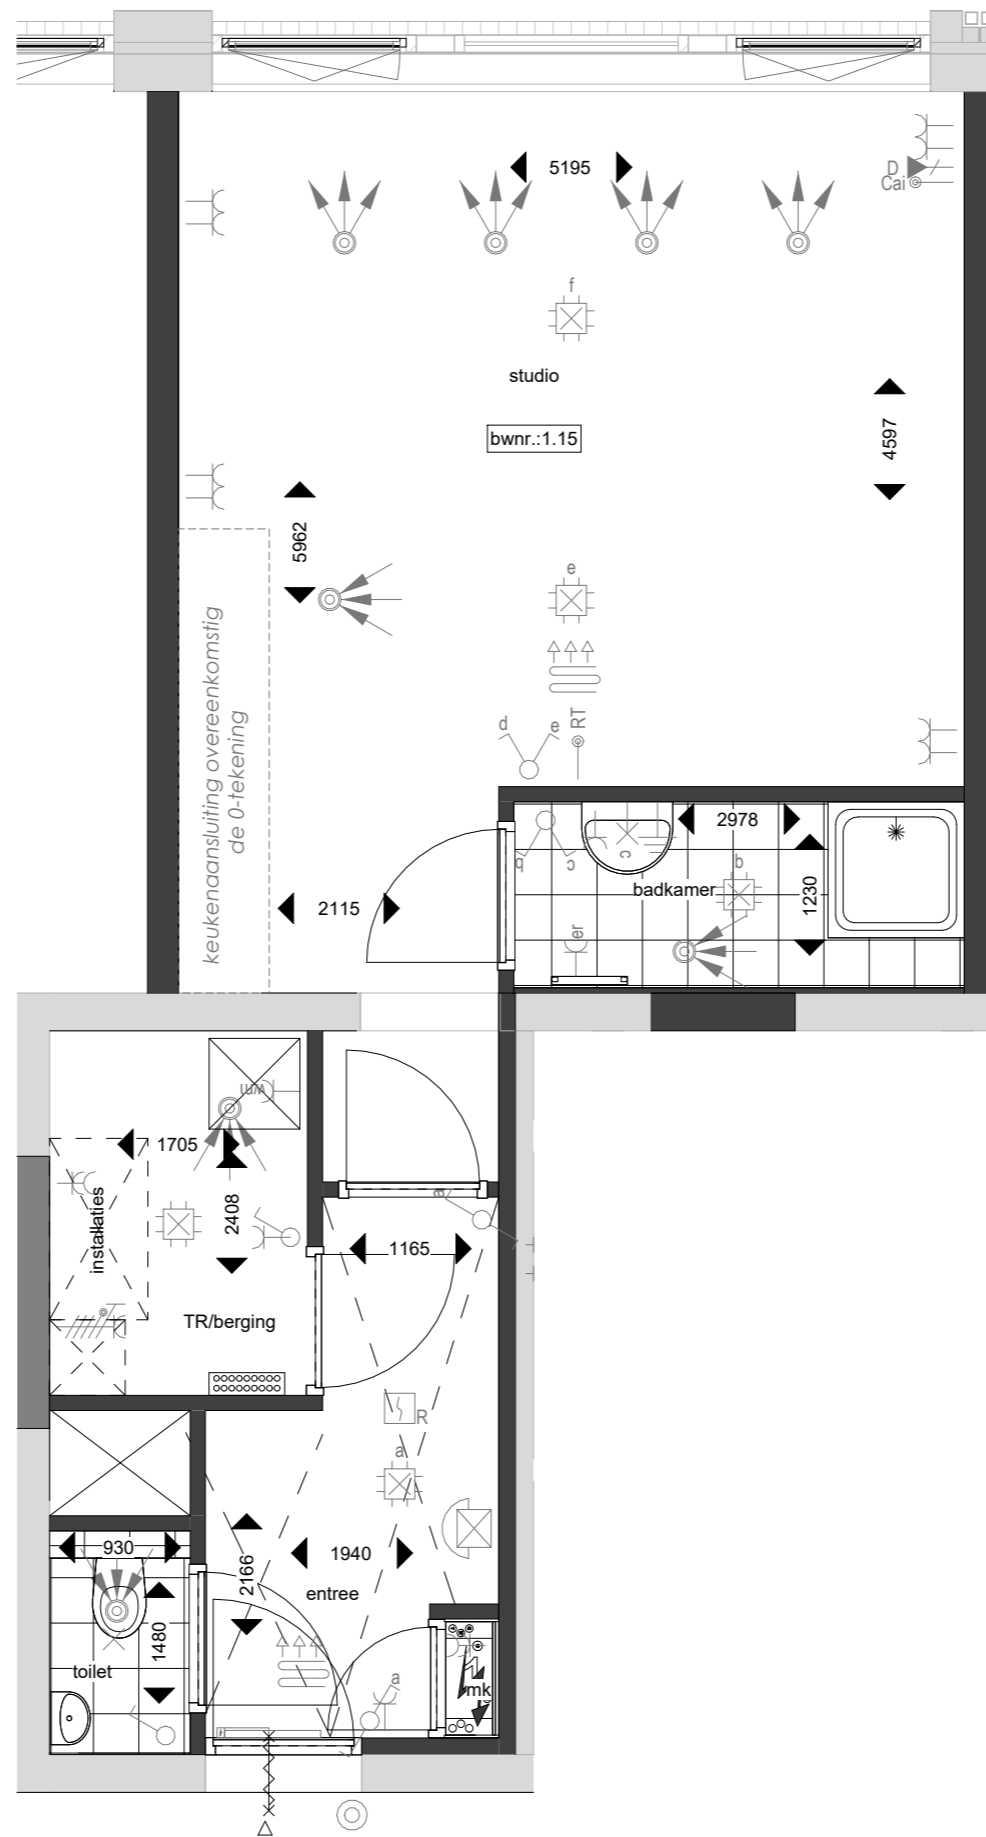 5195
D
Cai
f
studio
4597
bwnr.:1.15
5962
e
keukenaansluiting overeenkomstig
de 0-tekening
d
e
RT
2978
b
c
c
b
badkamer
1230
2115
er
wm
1705
a
installaties
2408
1165
TR/berging
R
a
930
1940
2166
entree
1480
toilet
a
mk